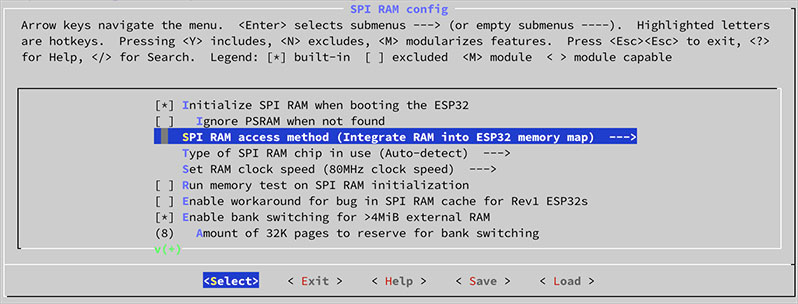 SPI RAM config
Arrow keys navigate the menu.  <Enter> selects submenus ---> (or empty submenus ----).  Highlighted letters
are hotkeys.  Pressing <Y> includes, <N> excludes, <M> modularizes features.  Press <Esc><Esc> to exit, <?>
for Help, </> for Search.  Legend: [*] built-in  [ ] excluded  <M> module  < > module capable
[*] Initialize SPI RAM when booting the ESP32
[ ]   Ignore PSRAM when not found
SPI RAM access method (Integrate RAM into ESP32 memory map)  --->
Type of SPI RAM chip in use (Auto-detect)  --->
Set RAM clock speed (80MHz clock speed)  --->
[ ] Run memory test on SPI RAM initialization
[ ] Enable workaround for bug in SPI RAM cache for Rev1 ESP32s
[*] Enable bank switching for >4MiB external RAM
(8)   Amount of 32K pages to reserve for bank switching
v(+)
<Select>    < Exit >    < Help >    < Save >    < Load >